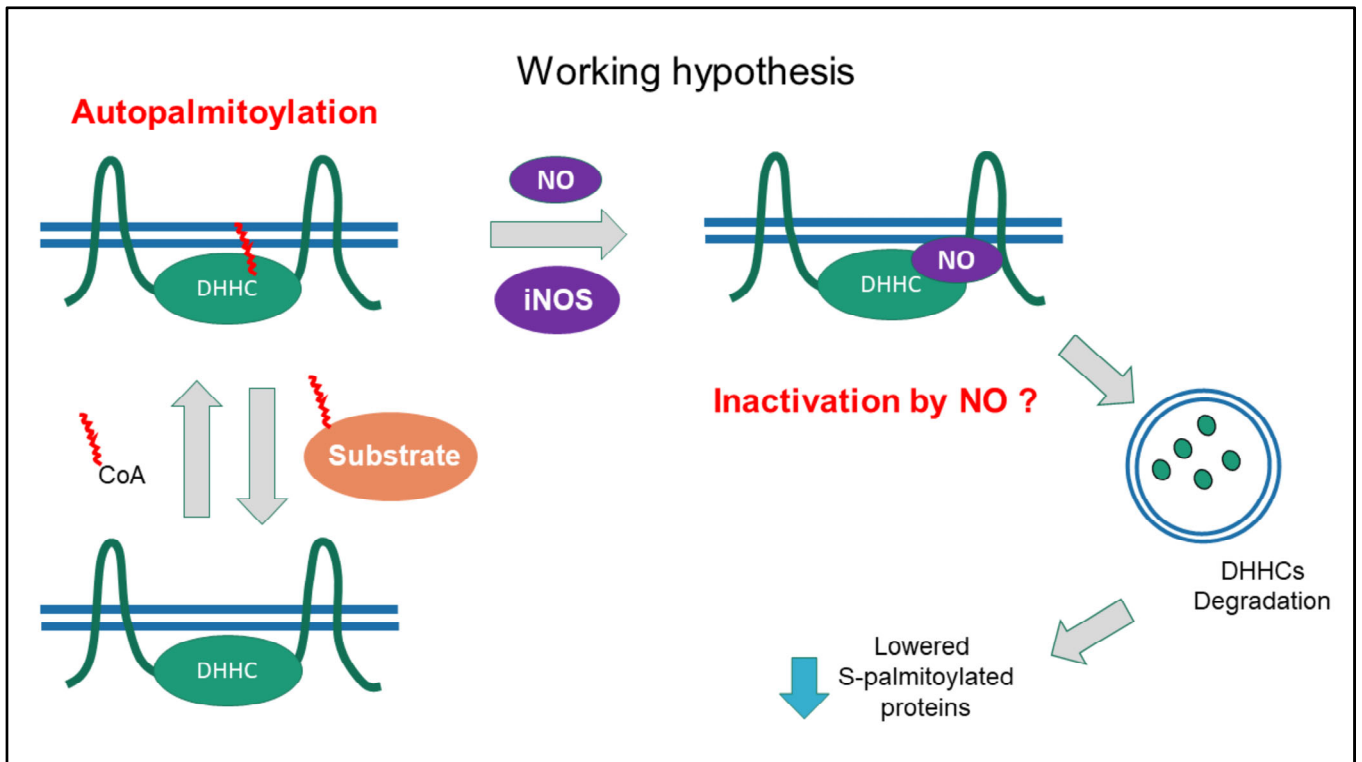 Working hypothesis
Autopalmitoylation
NO
iNOS
DHHC
DHHC
NO
Inactivation by NO ?
CoA
Substrate
DHHC
DHHCs
Degradation
Lowered
S-palmitoylated
proteins